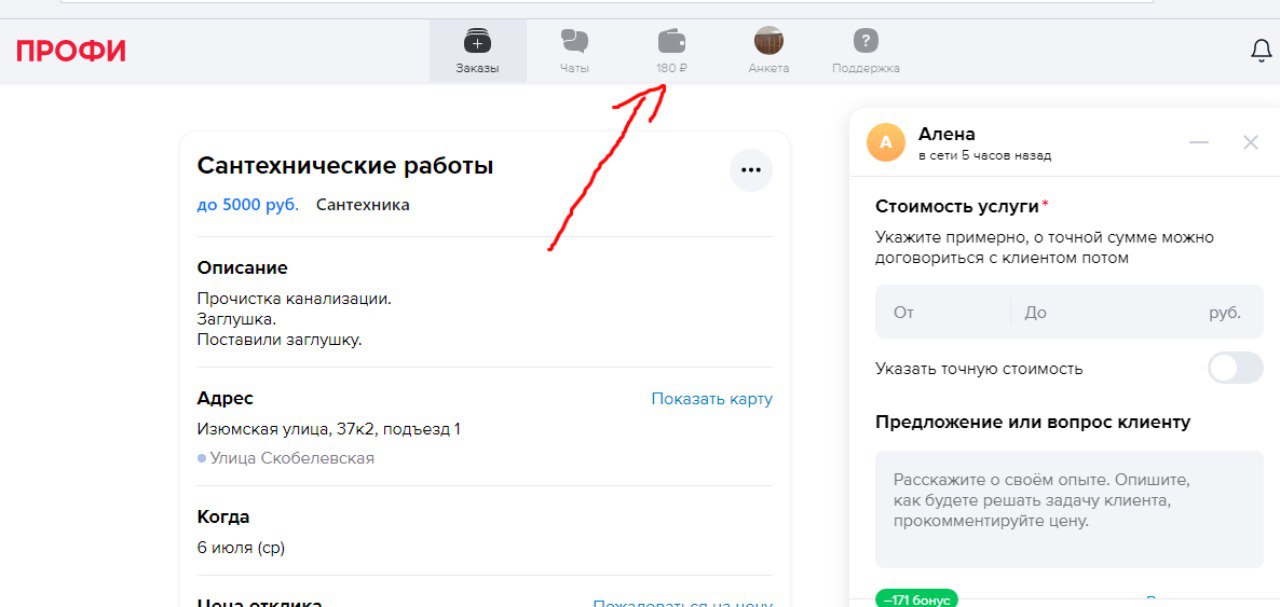 ПРОФИ
Заказы
Чаты
180 ₽
Анкета
Поддержка
Сантехнические работы
до 5000 руб. Сантехника
Описание
Прочистка канализации.
Заглушка.
Поставили заглушку.
Адрес
Показать карту
Изюмская улица, 37к2, подъезд 1
Улица Скобелевская
Когда
6 июля (ср)
Цена отклика
Пожаловаться на цену
А
Алена
в сети 5 часов назад
Стоимость услуги*
Укажите примерно, о точной сумме можно
договориться с клиентом потом
От До руб.
Указать точную стоимость
Предложение или вопрос клиенту
Расскажите о своём опыте. Опишите,
как будете решать задачу клиента,
прокомментируйте цену.
–171 бонус